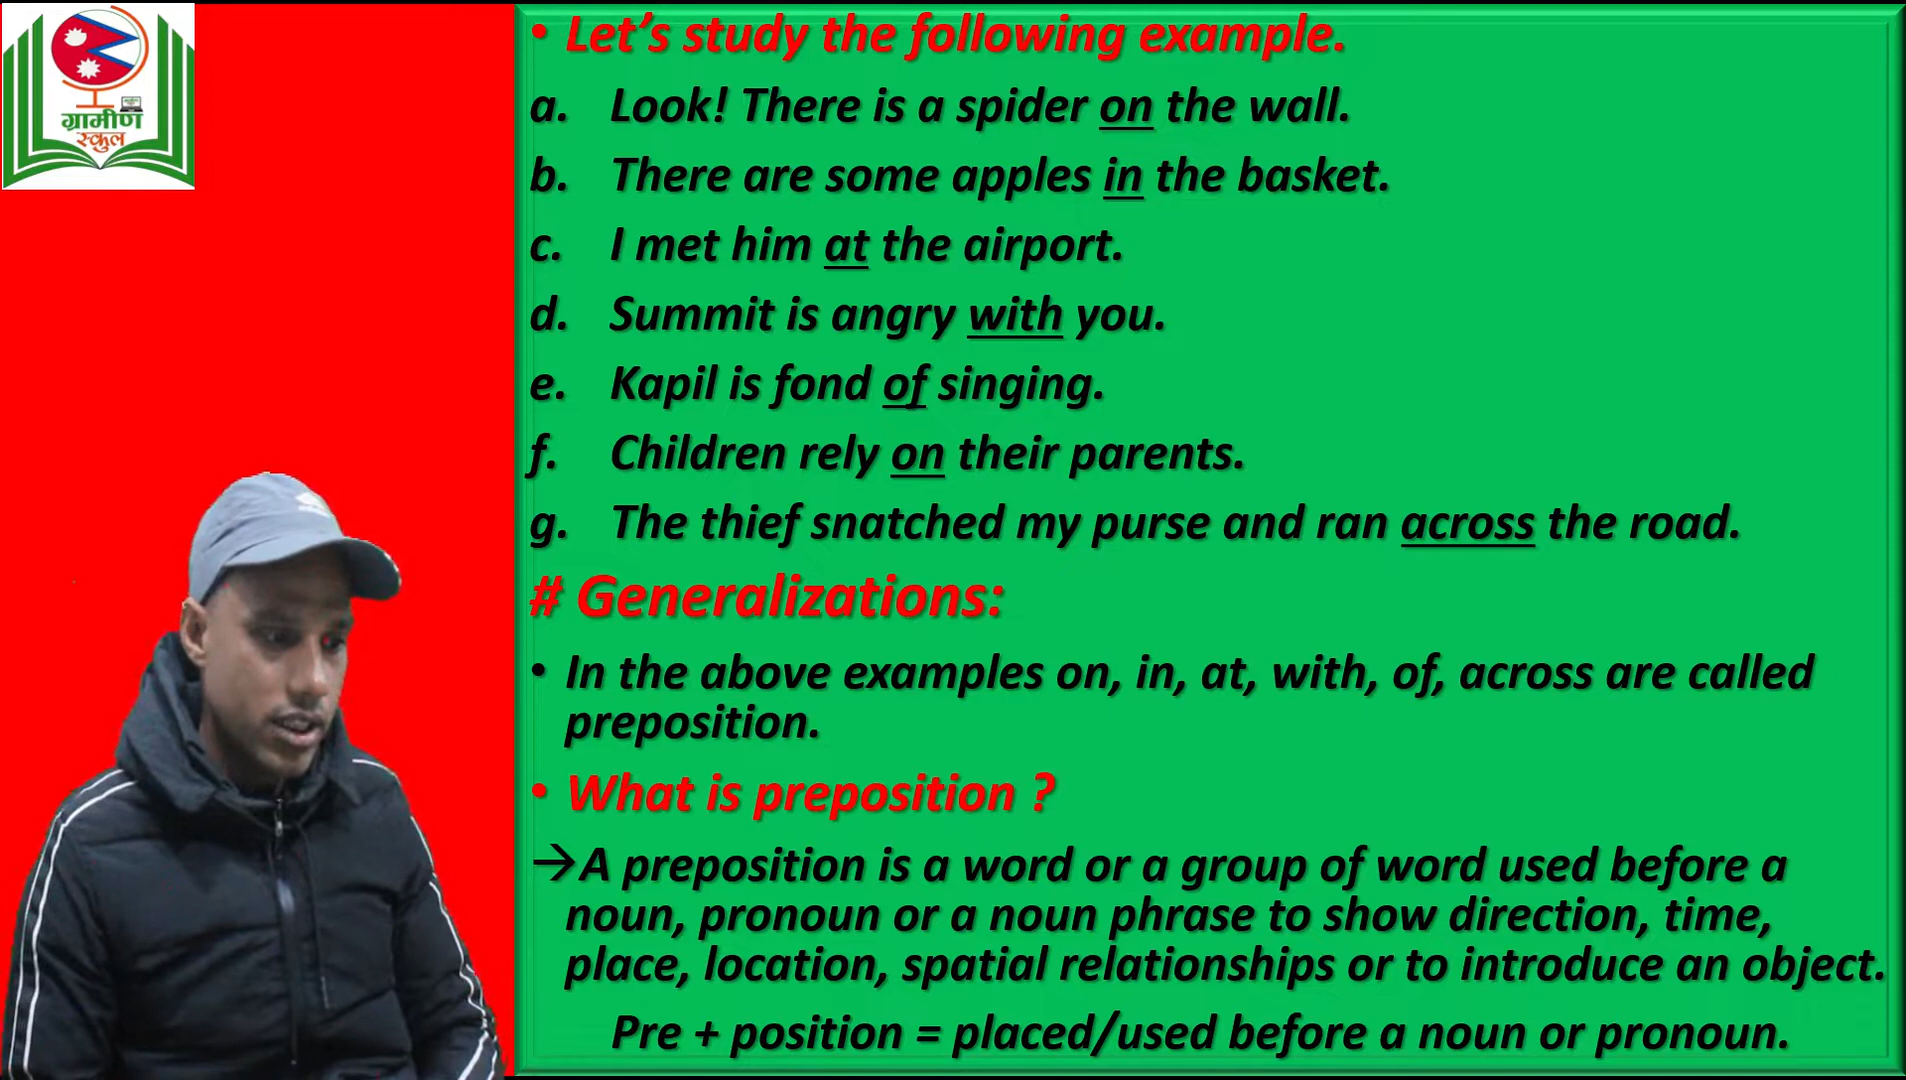 ग्रामीण
स्कुल
• Let's study the following example.
a. Look! There is a spider on the wall.
b. There are some apples in the basket.
c. I met him at the airport.
d. Summit is angry with you.
e. Kapil is fond of singing.
f. Children rely on their parents.
g. The thief snatched my purse and ran across the road.
# Generalizations:
• In the above examples on, in, at, with, of, across are called
preposition.
• What is preposition ?
→A preposition is a word or a group of word used before a
noun, pronoun or a noun phrase to show direction, time,
place, location, spatial relationships or to introduce an object.
Pre + position = placed/used before a noun or pronoun.